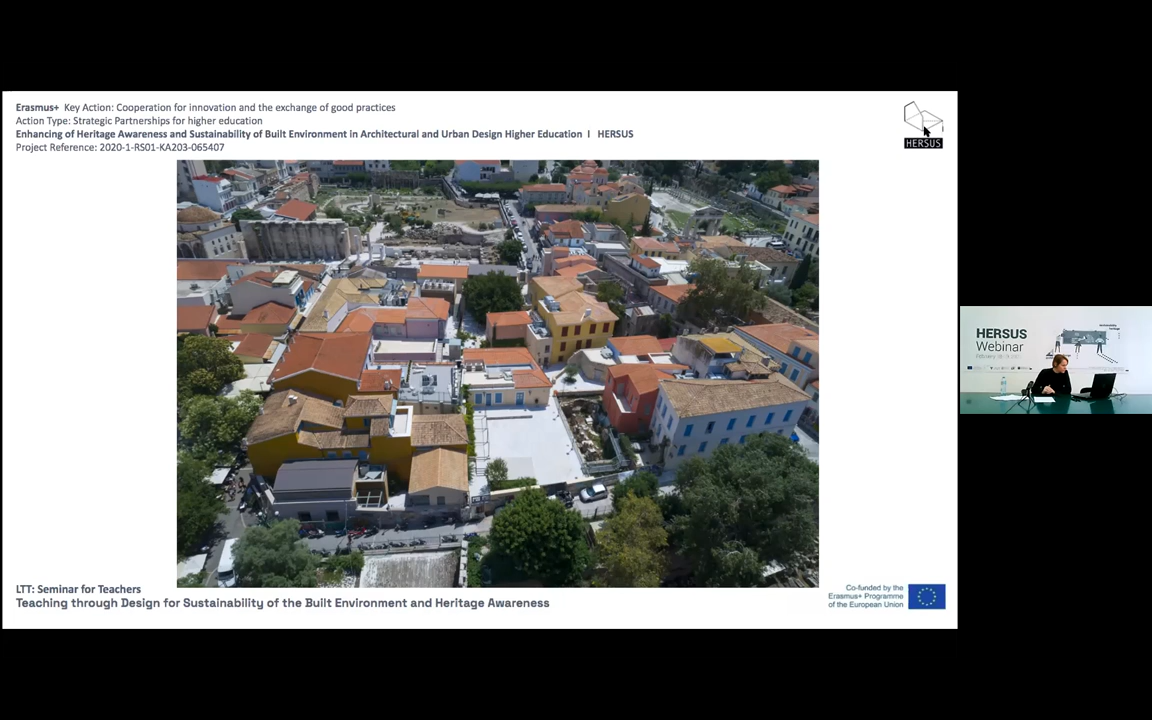 Erasmus+ Key Action: Cooperation for innovation and the exchange of good practices
Action Type: Strategic Partnerships for higher education
Enhancing of Heritage Awareness and Sustainability of Built Environment in Architectural and Urban Design Higher Education I HERSUS
Project Reference: 2020-1-RS01-KA203-065407
HERSUS
HERSUS
Webinar
LTT: Seminar for Teachers
Teaching through Design for Sustainability of the Built Environment and Heritage Awareness
Co-funded by the
Erasmus+ Programme
of the European Union